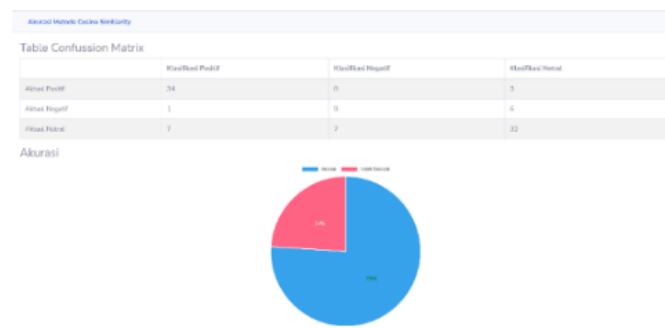 Akurasi Metode Cosine Similarity
Table Confussion Matrix
Klasifikasi Positif Klasifikasi Negatif Klasifikasi Netral
Aktual Positif 34 0 3
Aktual Negatif 1 6
Aktual Netral 7 7 33
Akurasi